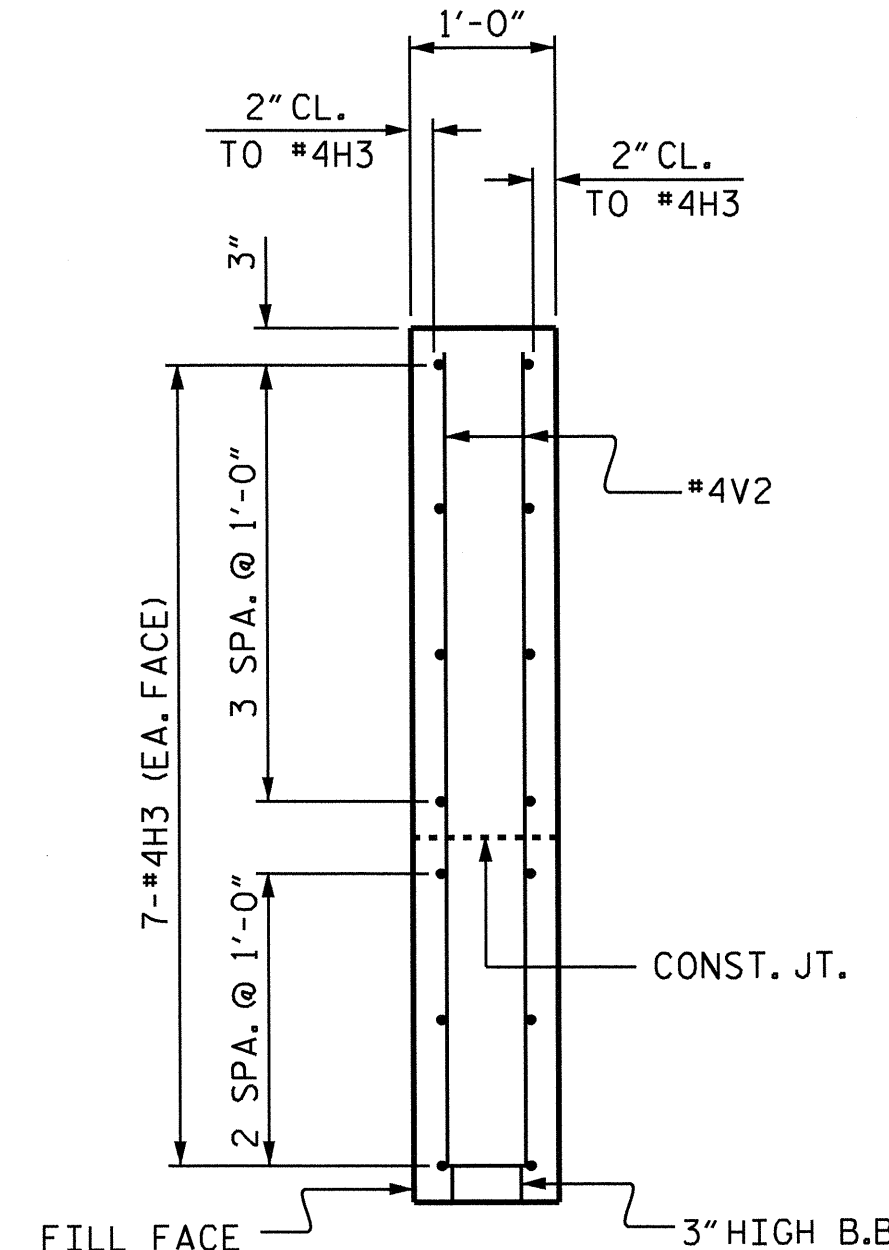 1'-0"
2" CL.
TO #4H3
2" CL.
TO #4H3
3"
3 SPA. @ 1'-0"
#4V2
7-#4H3 (EA. FACE)
2 SPA. @ 1'-0"
CONST. JT.
FILL FACE
3" HIGH B.B